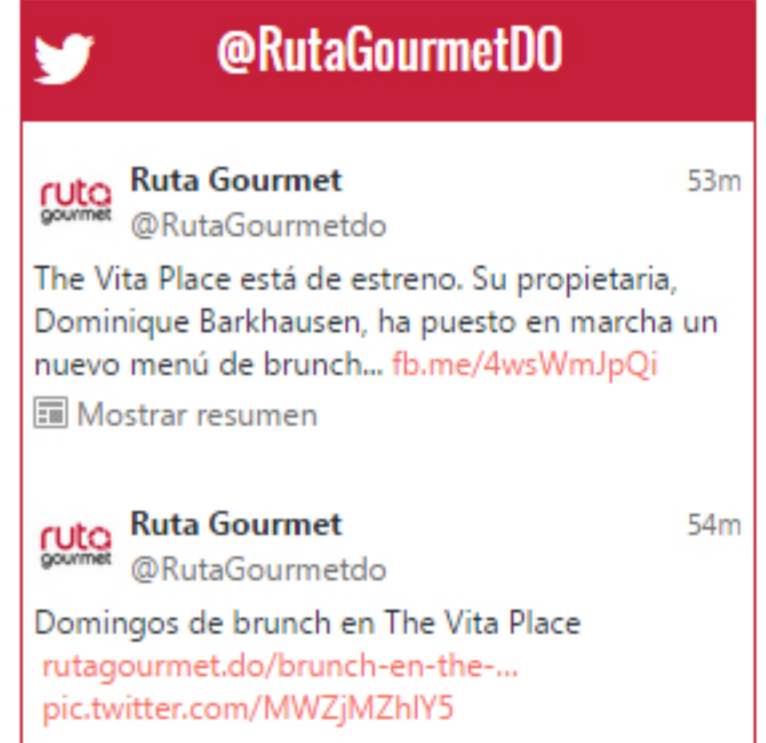 @RutaGourmetDO
ruta gourmet
Ruta Gourmet
53m
@RutaGourmetdo
The Vita Place está de estreno. Su propietaria,
Dominique Barkhausen, ha puesto en marcha un
nuevo menú de brunch... fb.me/4wsWmJpQi
Mostrar resumen
ruta gourmet
Ruta Gourmet
54m
@RutaGourmetdo
Domingos de brunch en The Vita Place
rutagourmet.do/brunch-en-the-...
pic.twitter.com/MWZjMZhlY5